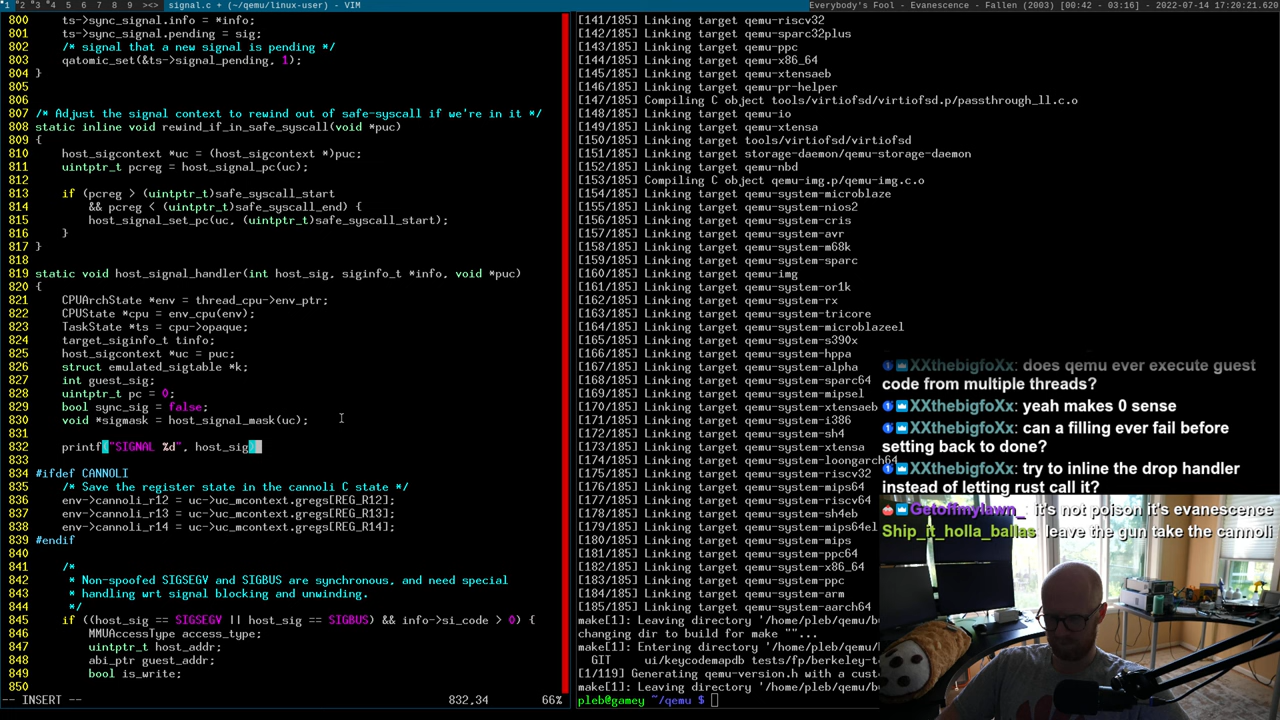 1 2 3 4 5 6 7 8 9 ><> signal.c + (~/qemu/linux-user) - VIM
Everybody's Fool - Evanescence - Fallen (2003) [00:42 - 03:16] - 2022-07-14 17:20:21.620
800 ts->sync_signal.info = *info;
801 ts->sync_signal.pending = sig;
802 /* signal that a new signal is pending */
803 qatomic_set(&ts->signal_pending, 1);
804 }
805
806
807 /* Adjust the signal context to rewind out of safe-syscall if we're in it */
808 static inline void rewind_if_in_safe_syscall(void *puc)
809 {
810 host_sigcontext *uc = (host_sigcontext *)puc;
811 uintptr_t pcreg = host_signal_pc(uc);
812
813 if (pcreg > (uintptr_t)safe_syscall_start
814 && pcreg < (uintptr_t)safe_syscall_end) {
815 host_signal_set_pc(uc, (uintptr_t)safe_syscall_start);
816 }
817 }
818
819 static void host_signal_handler(int host_sig, siginfo_t *info, void *puc)
820 {
821 CPUArchState *env = thread_cpu->env_ptr;
822 CPUState *cpu = env_cpu(env);
823 TaskState *ts = cpu->opaque;
824 target_siginfo_t tinfo;
825 host_sigcontext *uc = puc;
826 struct emulated_sigtable *k;
827 int guest_sig;
828 uintptr_t pc = 0;
829 bool sync_sig = false;
830 void *sigmask = host_signal_mask(uc);
831
832 printf("SIGNAL %d", host_sig)
833
834 #ifdef CANNOLI
835 /* Save the register state in the cannoli C state */
836 env->cannoli_r12 = uc->uc_mcontext.gregs[REG_R12];
837 env->cannoli_r13 = uc->uc_mcontext.gregs[REG_R13];
838 env->cannoli_r14 = uc->uc_mcontext.gregs[REG_R14];
839 #endif
840
841 /*
842 * Non-spoofed SIGSEGV and SIGBUS are synchronous, and need special
843 * handling wrt signal blocking and unwinding.
844 */
845 if ((host_sig == SIGSEGV || host_sig == SIGBUS) && info->si_code > 0) {
846 MMUAccessType access_type;
847 uintptr_t host_addr;
848 abi_ptr guest_addr;
849 bool is_write;
850
-- INSERT -- 832,34 66%
[141/185] Linking target qemu-riscv32
[142/185] Linking target qemu-sparc32plus
[143/185] Linking target qemu-ppc
[144/185] Linking target qemu-x86_64
[145/185] Linking target qemu-xtensaeb
[146/185] Linking target qemu-pr-helper
[147/185] Compiling C object tools/virtiofsd/virtiofsd.p/passthrough_ll.c.o
[148/185] Linking target qemu-io
[149/185] Linking target qemu-xtensa
[150/185] Linking target tools/virtiofsd/virtiofsd
[151/185] Linking target storage-daemon/qemu-storage-daemon
[152/185] Linking target qemu-nbd
[153/185] Compiling C object qemu-img.p/qemu-img.c.o
[154/185] Linking target qemu-system-microblaze
[155/185] Linking target qemu-system-nios2
[156/185] Linking target qemu-system-cris
[157/185] Linking target qemu-system-avr
[158/185] Linking target qemu-system-m68k
[159/185] Linking target qemu-system-sparc
[160/185] Linking target qemu-img
[161/185] Linking target qemu-system-or1k
[162/185] Linking target qemu-system-rx
[163/185] Linking target qemu-system-tricore
[164/185] Linking target qemu-system-microblazeel
[165/185] Linking target qemu-system-s390x
[166/185] Linking target qemu-system-hppa
[167/185] Linking target qemu-system-alpha
[168/185] Linking target qemu-system-sparc64
[169/185] Linking target qemu-system-mipsel
[170/185] Linking target qemu-system-xtensaeb
[171/185] Linking target qemu-system-i386
[172/185] Linking target qemu-system-sh4
[173/185] Linking target qemu-system-xtensa
[174/185] Linking target qemu-system-loongarch64
[175/185] Linking target qemu-system-riscv32
[176/185] Linking target qemu-system-mips64
[177/185] Linking target qemu-system-riscv64
[178/185] Linking target qemu-system-sh4eb
[179/185] Linking target qemu-system-mips64el
[180/185] Linking target qemu-system-mips
[181/185] Linking target qemu-system-ppc64
[182/185] Linking target qemu-system-x86_64
[183/185] Linking target qemu-system-ppc
[184/185] Linking target qemu-system-arm
[185/185] Linking target qemu-system-aarch64
make[1]: Leaving directory '/home/pleb/qemu/bu
changing dir to build for make ""...
make[1]: Entering directory '/home/pleb/qemu/b
GIT ui/keycodemapdb tests/fp/berkeley-te
[1/119] Generating qemu-version.h with a cust
make[1]: Leaving directory '/home/pleb/qemu/bu
pleb@gamey ~/qemu $
XXthebigfoXx: does qemu ever execute guest
code from multiple threads?
XXthebigfoXx: yeah makes 0 sense
XXthebigfoXx: can a filling ever fail before
setting back to done?
XXthebigfoXx: try to inline the drop handler
instead of letting rust call it?
Getoffmylawn_: it's not poison it's evanescence
Ship_it_holla_ballas leave the gun take the cannoli